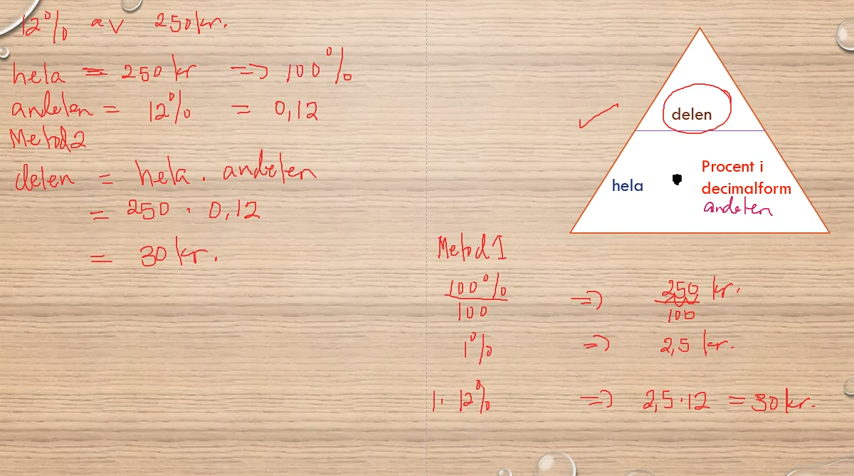 12% av 250kr.
hela = 250 kr => 100%
andelen = 12% = 0,12
Metod2
delen = hela · andelen
= 250 · 0,12
= 30 kr.
delen
hela · Procent i
decimalform
andelen
Metod 1
100%/100 => 250/100 kr.
1% => 2,5 kr.
1 · 12% => 2,5·12 = 30 kr.